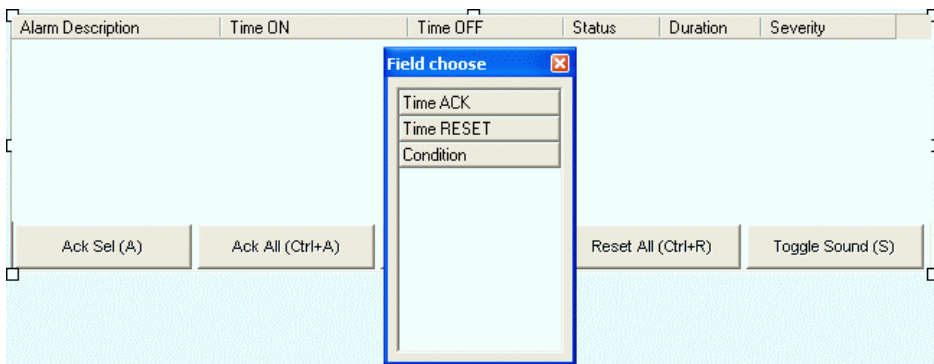 Alarm Description Time ON Time OFF Status Duration Severity
Field choose
Time ACK
Time RESET
Condition
Ack Sel (A) Ack All (Ctrl+A) Reset All (Ctrl+R) Toggle Sound (S)